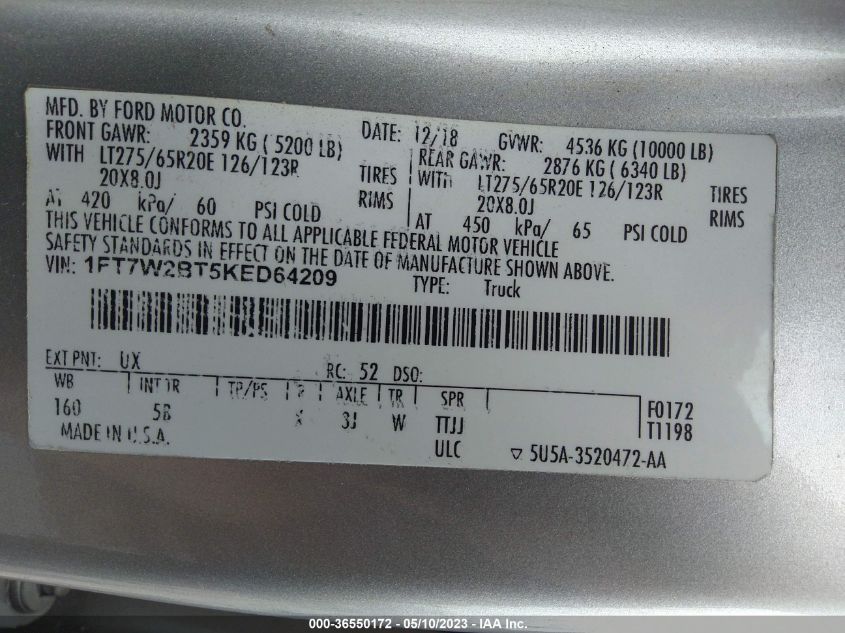 MFD. BY FORD MOTOR CO.
DATE: 12/18 GVWR: 4536 KG (10000 LB)
FRONT GAWR: 2359 KG ( 5200 LB) REAR GAWR: 2876 KG ( 6340 LB)
WITH LT275/65R20E 126/123R TIRES WITH LT275/65R20E 126/123R TIRES
20X8.0J RIMS 20X8.0J RIMS
AT 420 kPa/ 60 PSI COLD AT 450 kPa/ 65 PSI COLD
THIS VEHICLE CONFORMS TO ALL APPLICABLE FEDERAL MOTOR VEHICLE
SAFETY STANDARDS IN EFFECT ON THE DATE OF MANUFACTURE SHOWN ABOVE.
VIN: 1FT7W2BT5KED64209 TYPE: Truck
EXT PNT: UX RC: 52 DSO:
WB INT TR TP/PS R AXLE TR SPR F0172
160 5B 3J W TTJJ T1198
MADE IN U.S.A. ULC 5U5A-3520472-AA
000-36550172 // 05/10/2023 // IAA Inc.